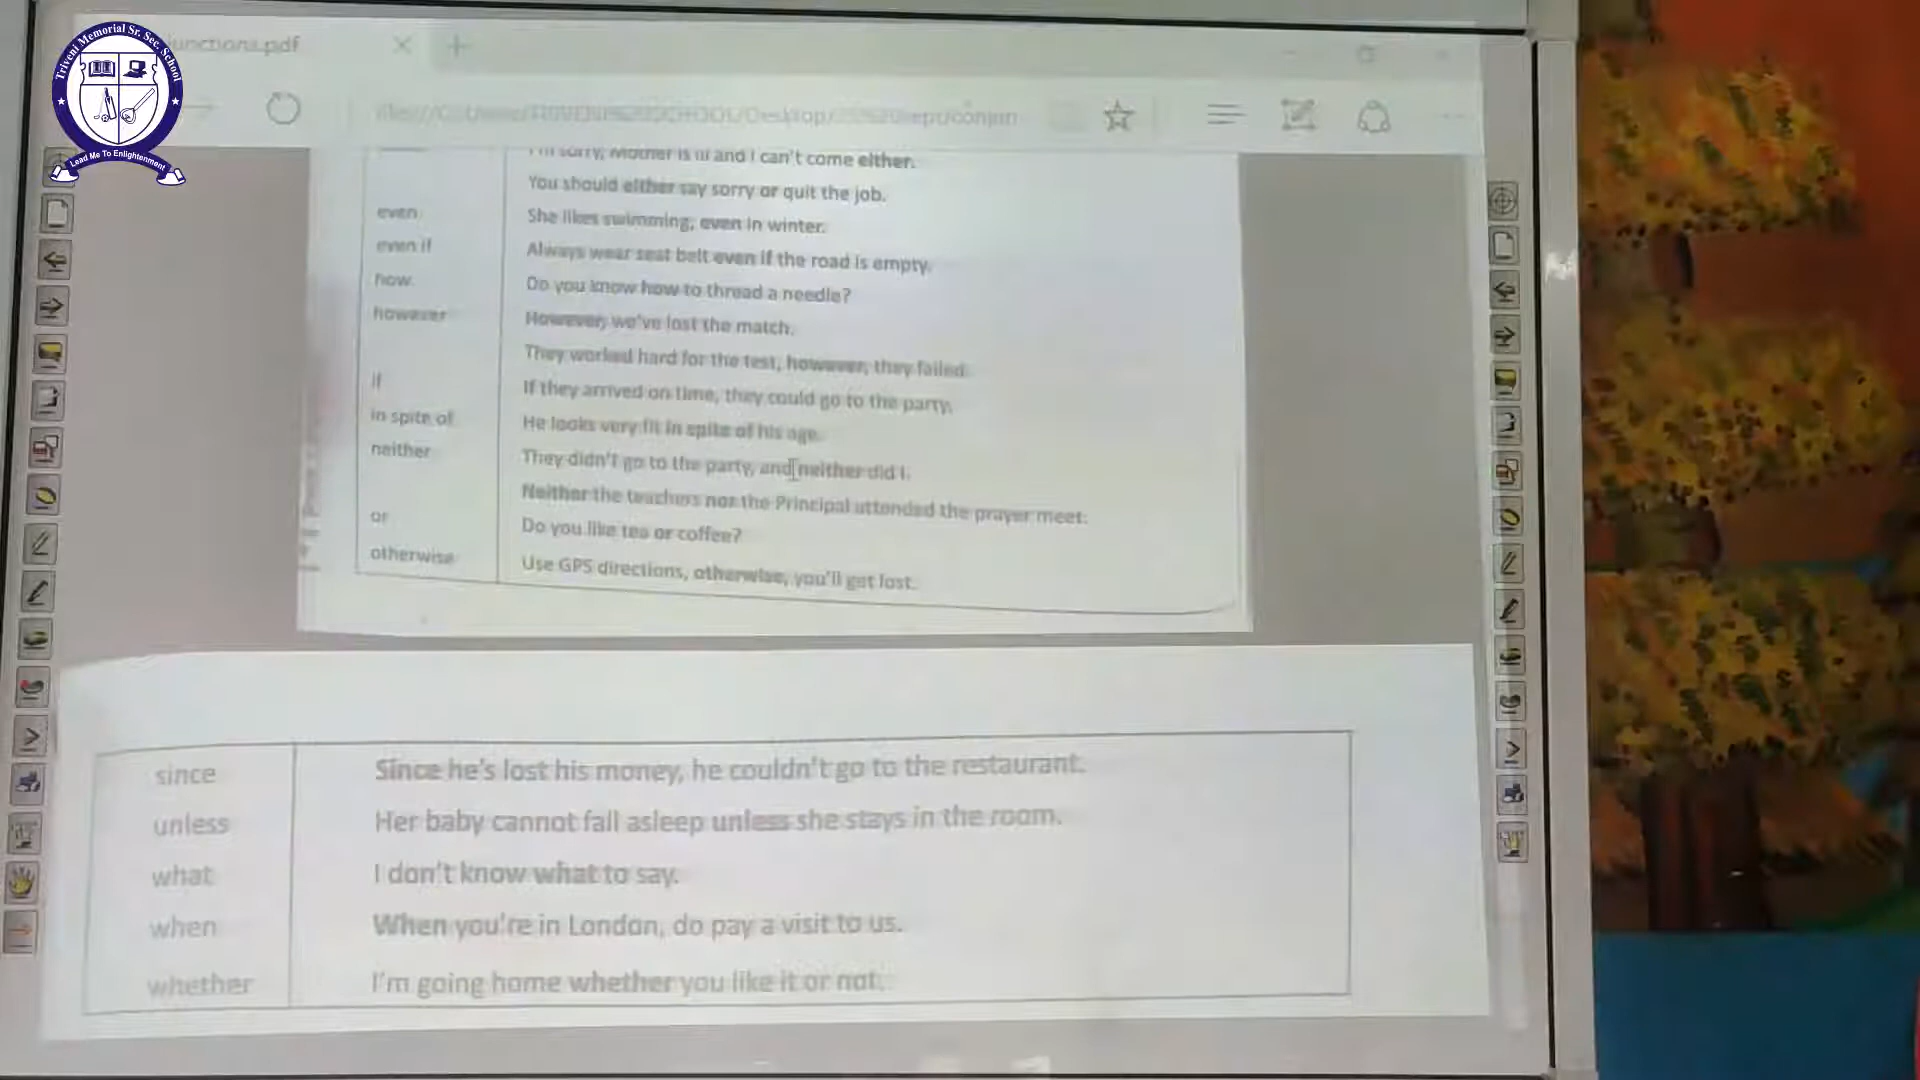 Triveni Memorial Sr. Sec. School
Lead Me To Enlightenment
junctions.pdf
I'm sorry, Mother is ill and I can't come either.
You should either say sorry or quit the job.
even She likes swimming, even in winter.
even if Always wear seat belt even if the road is empty.
how Do you know how to thread a needle?
however However, we've lost the match.
They worked hard for the test, however, they failed.
if If they arrived on time, they could go to the party.
in spite of He looks very fit in spite of his age.
neither They didn't go to the party, and neither did I.
Neither the teachers nor the Principal attended the prayer meet.
or Do you like tea or coffee?
otherwise Use GPS directions, otherwise, you'll get lost.
since Since he's lost his money, he couldn't go to the restaurant.
unless Her baby cannot fall asleep unless she stays in the room.
what I don't know what to say.
when When you're in London, do pay a visit to us.
whether I'm going home whether you like it or not.